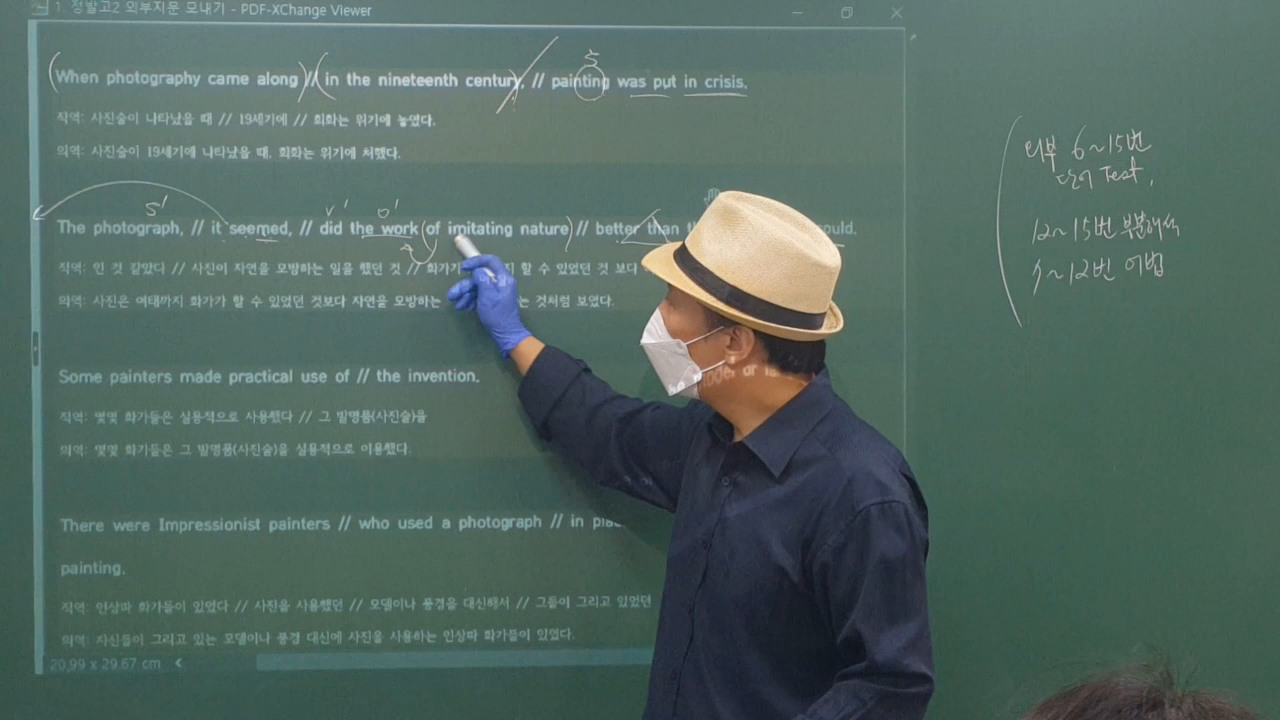 1. 정발고2 외부지문 모내기 - PDF-XChange Viewer
When photography came along // in the nineteenth century, // painting was put in crisis.
S
직역: 사진술이 나타났을 때 // 19세기에 // 회화는 위기에 놓였다.
의역: 사진술이 19세기에 나타났을 때, 회화는 위기에 처했다.
S' V' O'
The photograph, // it seemed, // did the work of imitating nature // better than
직역: 인 것 같았다 // 사진이 자연을 모방하는 일을 했던 것 // 화가가 할 수 있었던 것 보다
의역: 사진은 여태까지 화가가 할 수 있었던 것보다 자연을 모방하는 는 것처럼 보였다.
Some painters made practical use of // the invention.
직역: 몇몇 화가들은 실용적으로 사용했다 // 그 발명품(사진술)을
의역: 몇몇 화가들은 그 발명품(사진술)을 실용적으로 이용했다.
There were Impressionist painters // who used a photograph // in
painting.
직역: 인상파 화가들이 있었다 // 사진을 사용했던 // 모델이나 풍경을 대신해서 // 그들이 그리고 있었던
의역: 자신들이 그리고 있는 모델이나 풍경 대신에 사진을 사용하는 인상파 화가들이 있었다.
20,99 x 29.67 cm
외부 6~15번
단어 Test,
12~15번 부분해석
~12번 어법